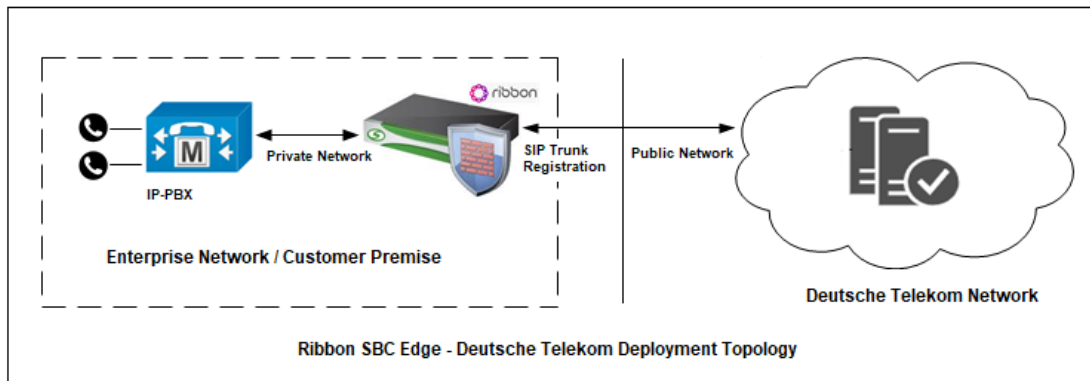 ribbon
M
IP-PBX
Private Network
SIP Trunk
Registration
Public Network
Enterprise Network / Customer Premise
Deutsche Telekom Network
Ribbon SBC Edge - Deutsche Telekom Deployment Topology